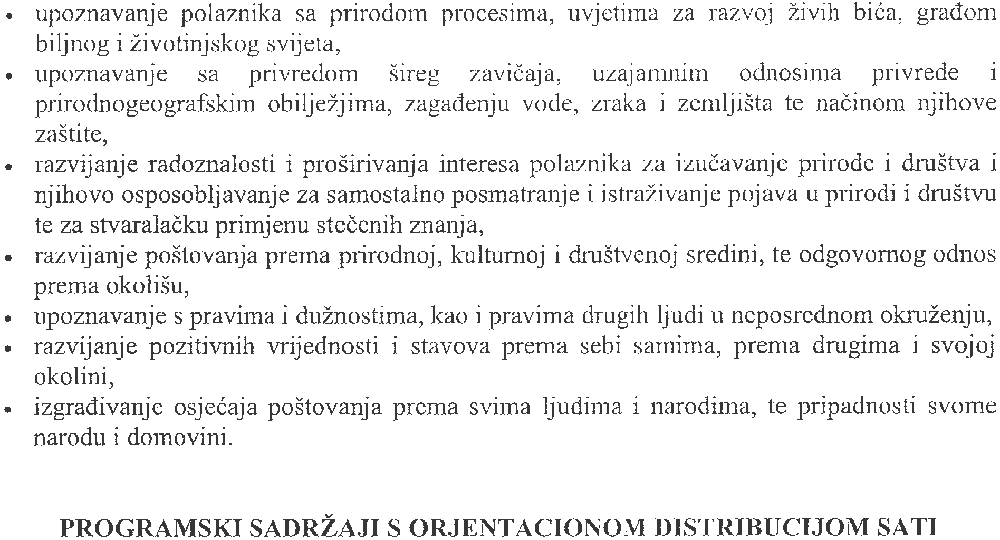 • upoznavanje polaznika sa prirodom procesima, uvjetima za razvoj živih bića, građom
biljnog i životinjskog svijeta,
• upoznavanje sa privredom šireg zavičaja, uzajamnim odnosima privrede i
prirodnogeografskim obilježjima, zagađenju vode, zraka i zemljišta te načinom njihove
zaštite,
• razvijanje radoznalosti i proširivanja interesa polaznika za izučavanje prirode i društva i
njihovo osposobljavanje za samostalno posmatranje i istraživanje pojava u prirodi i društvu
te za stvaralačku primjenu stečenih znanja,
• razvijanje poštovanja prema prirodnoj, kulturnoj i društvenoj sredini, te odgovornog odnos
prema okolišu,
• upoznavanje s pravima i dužnostima, kao i pravima drugih ljudi u neposrednom okruženju,
• razvijanje pozitivnih vrijednosti i stavova prema sebi samima, prema drugima i svojoj
okolini,
• izgrađivanje osjećaja poštovanja prema svima ljudima i narodima, te pripadnosti svome
narodu i domovini.
PROGRAMSKI SADRŽAJI S ORJENTACIONOM DISTRIBUCIJOM SATI